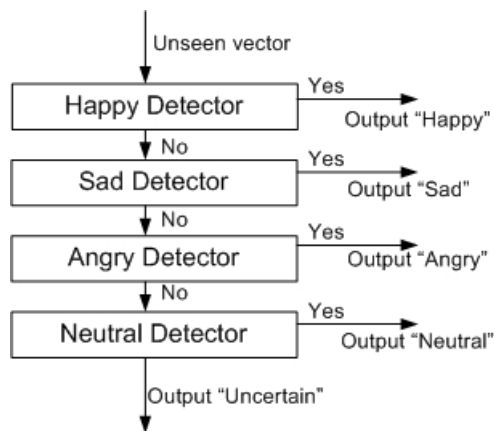 Unseen vector
Happy Detector
Yes
Output “Happy”
No
Sad Detector
Yes
Output “Sad”
No
Angry Detector
Yes
Output “Angry”
No
Neutral Detector
Yes
Output “Neutral”
Output “Uncertain”